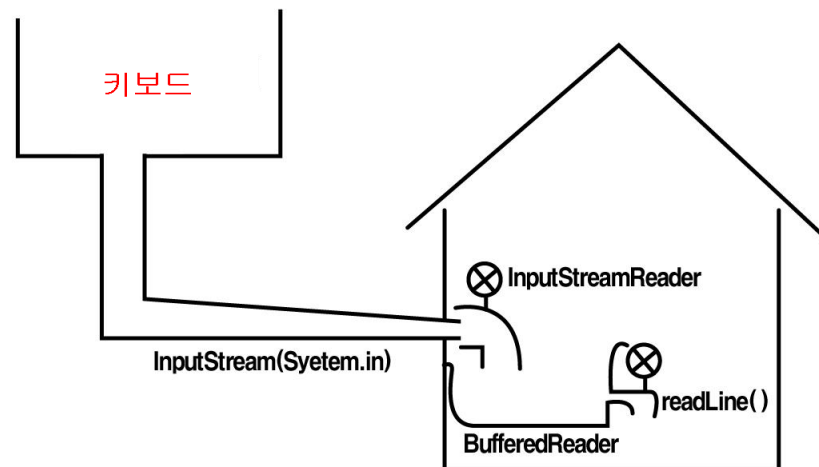 키보드
InputStreamReader
InputStream(Syetem.in)
readLine()
BufferedReader